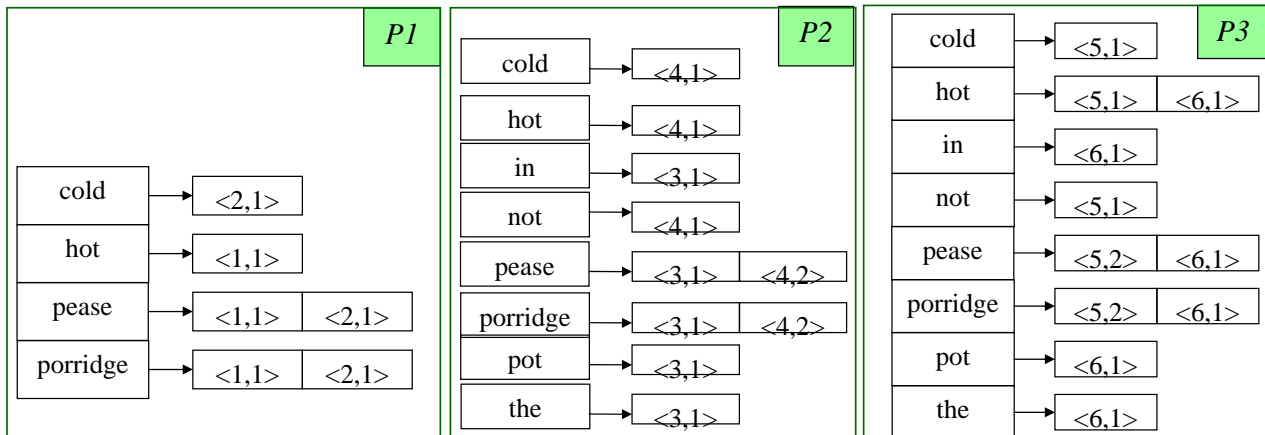 P1
cold <2,1>
hot <1,1>
pease <1,1> <2,1>
porridge <1,1> <2,1>
P2
cold <4,1>
hot <4,1>
in <3,1>
not <4,1>
pease <3,1> <4,2>
porridge <3,1> <4,2>
pot <3,1>
the <3,1>
P3
cold <5,1>
hot <5,1> <6,1>
in <6,1>
not <5,1>
pease <5,2> <6,1>
porridge <5,2> <6,1>
pot <6,1>
the <6,1>